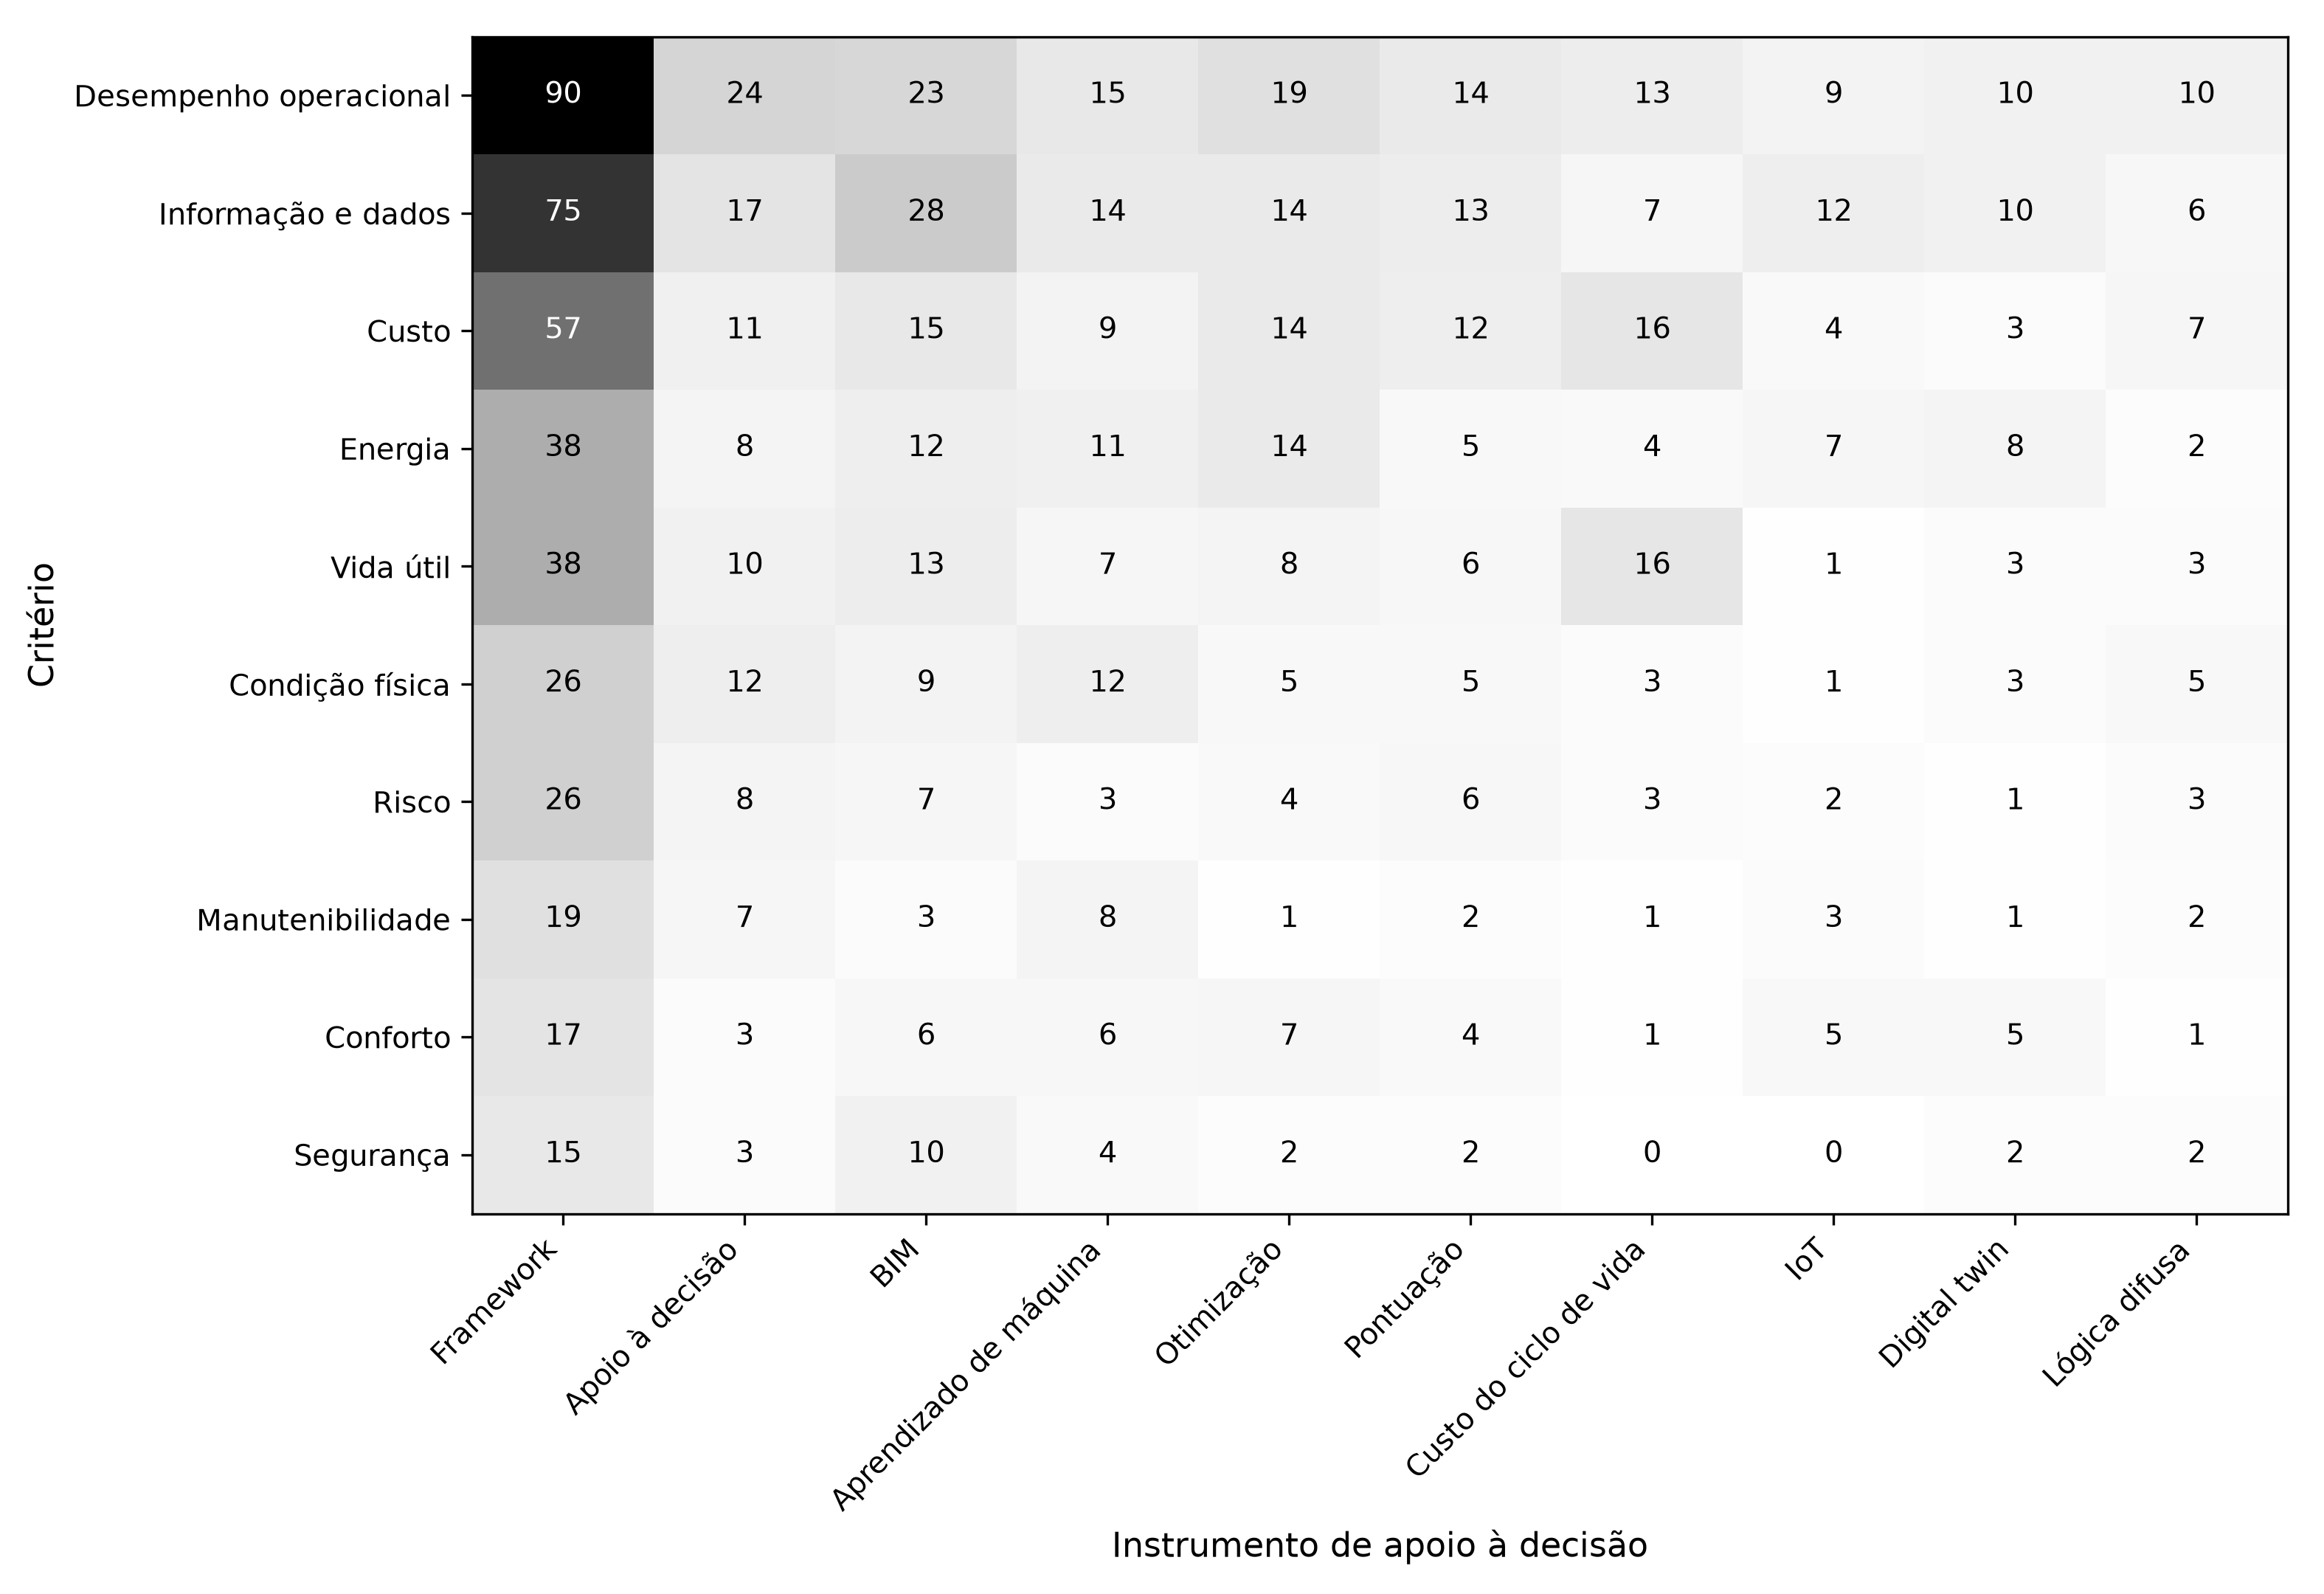 Desempenho operacional 90 24 23 15 19 14 13 9 10 10
Informação e dados 75 17 28 14 14 13 7 12 10 6
Custo 57 11 15 9 14 12 16 4 3 7
Energia 38 8 12 11 14 5 4 7 8 2
Vida útil 38 10 13 7 8 6 16 1 3 3
Condição física 26 12 9 12 5 5 3 1 3 5
Risco 26 8 7 3 4 6 3 2 1 3
Manutenibilidade 19 7 3 8 1 2 1 3 1 2
Conforto 17 3 6 6 7 4 1 5 5 1
Segurança 15 3 10 4 2 2 0 0 2 2
Critério
Framework
Apoio à decisão
BIM
Aprendizado de máquina
Otimização
Pontuação
Custo do ciclo de vida
IoT
Digital twin
Lógica difusa
Instrumento de apoio à decisão